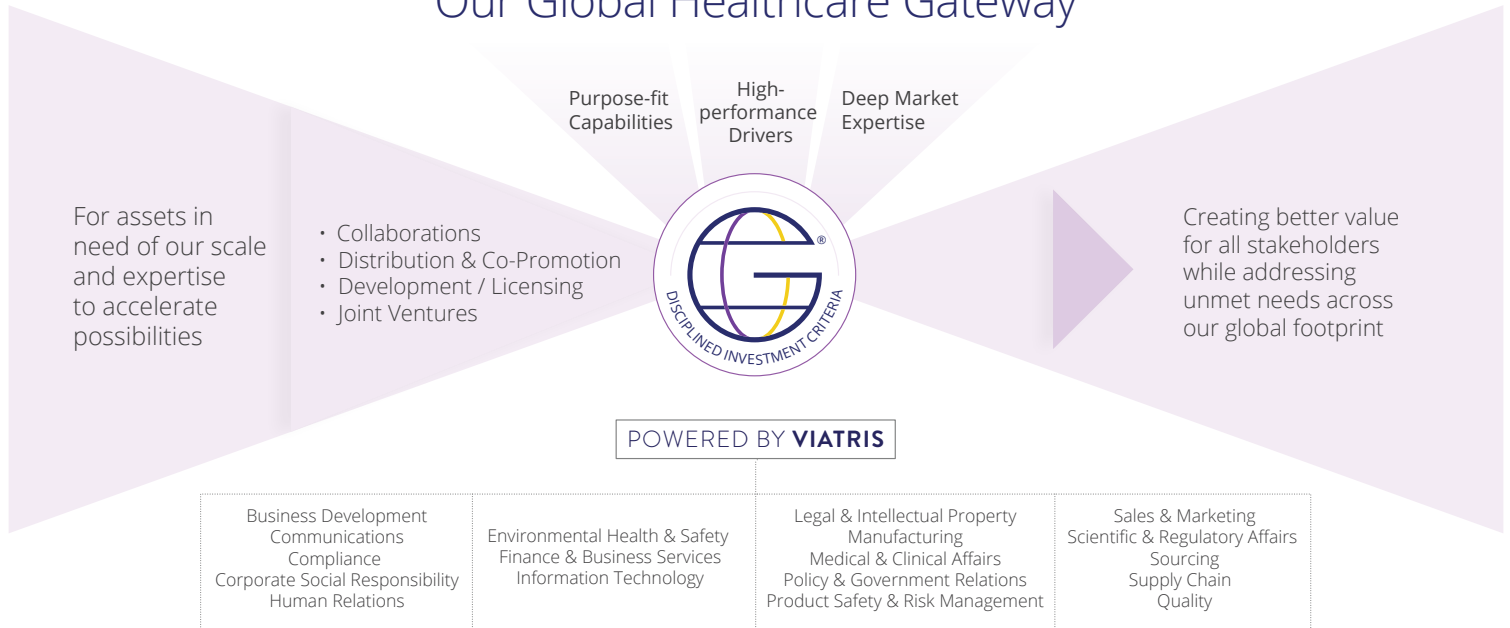 Our Global Healthcare Gateway
Purpose-fit
Capabilities
High-
performance
Drivers
Deep Market
Expertise
For assets in
need of our scale
and expertise
to accelerate
possibilities
• Collaborations
• Distribution & Co-Promotion
• Development / Licensing
• Joint Ventures
®
DISCIPLINED INVESTMENT CRITERIA
Creating better value
for all stakeholders
while addressing
unmet needs across
our global footprint
POWERED BY VIATRIS
Business Development
Communications
Compliance
Corporate Social Responsibility
Human Relations
Environmental Health & Safety
Finance & Business Services
Information Technology
Legal & Intellectual Property
Manufacturing
Medical & Clinical Affairs
Policy & Government Relations
Product Safety & Risk Management
Sales & Marketing
Scientific & Regulatory Affairs
Sourcing
Supply Chain
Quality